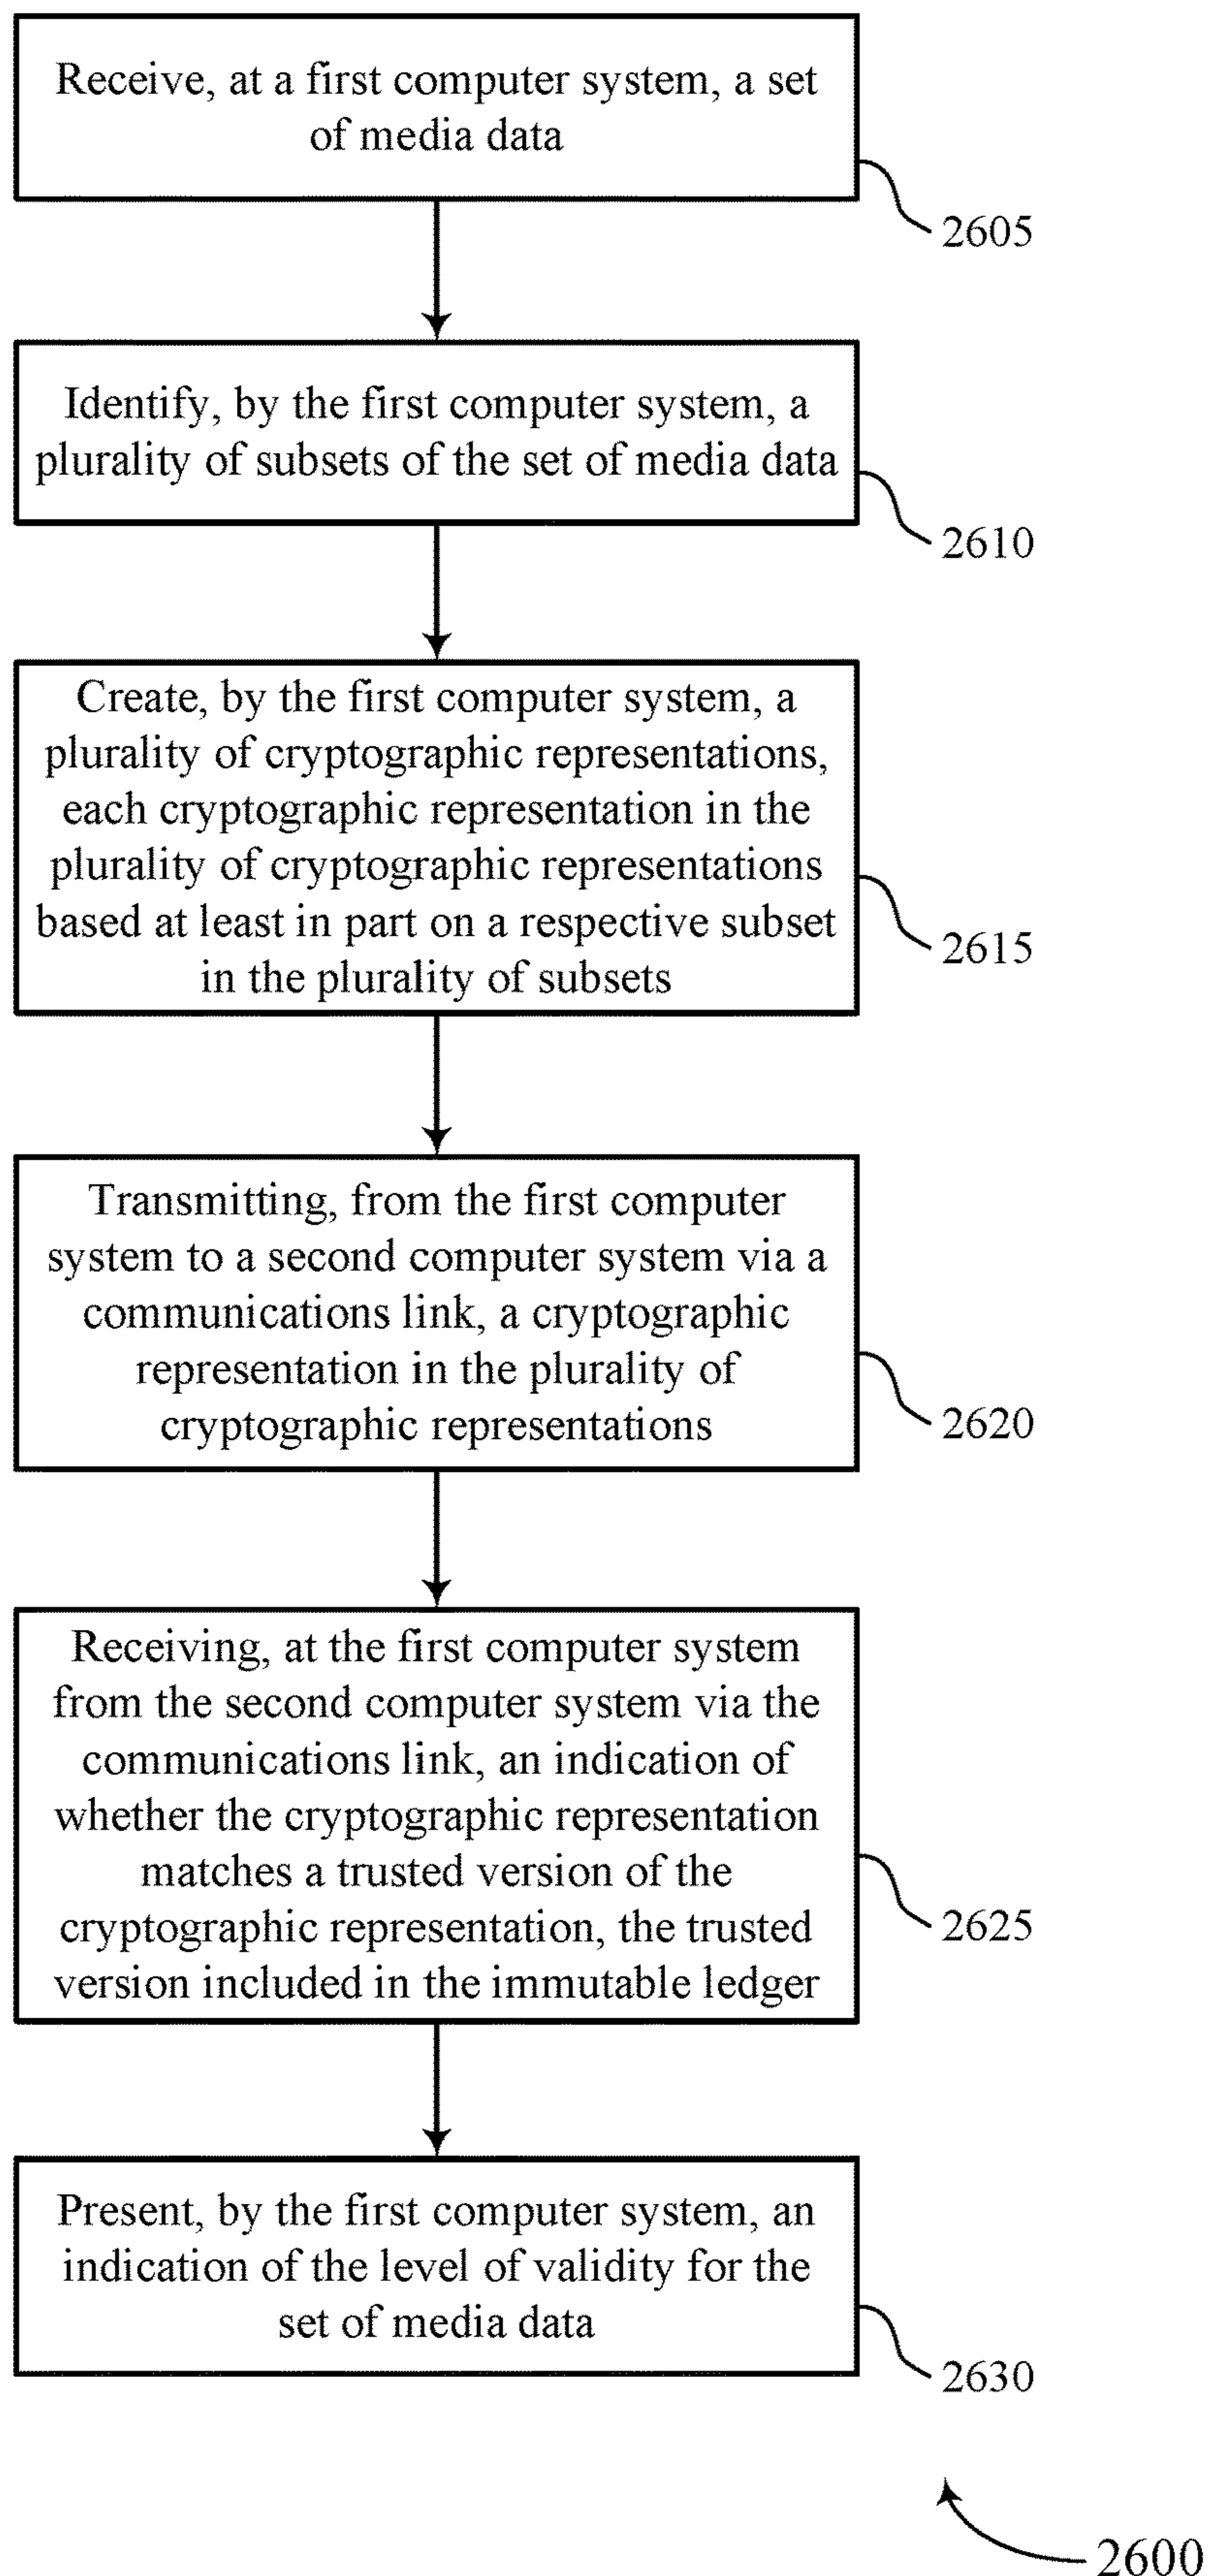 Receive, at a first computer system, a set
of media data
2605
Identify, by the first computer system, a
plurality of subsets of the set of media data
2610
Create, by the first computer system, a
plurality of cryptographic representations,
each cryptographic representation in the
plurality of cryptographic representations
based at least in part on a respective subset
in the plurality of subsets
2615
Transmitting, from the first computer
system to a second computer system via a
communications link, a cryptographic
representation in the plurality of
cryptographic representations
2620
Receiving, at the first computer system
from the second computer system via the
communications link, an indication of
whether the cryptographic representation
matches a trusted version of the
cryptographic representation, the trusted
version included in the immutable ledger
2625
Present, by the first computer system, an
indication of the level of validity for the
set of media data
2630
2600